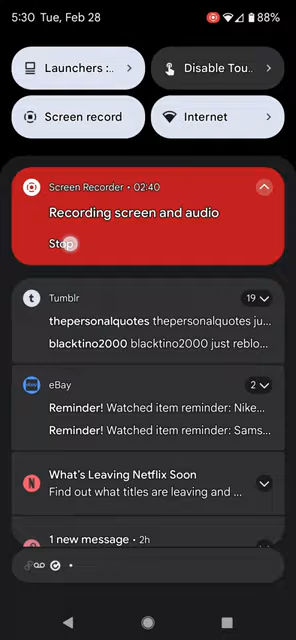 5:30 Tue, Feb 28 88%
Launchers :.. Disable Tou..
Screen record Internet
Screen Recorder • 02:40
Recording screen and audio
Stop
Tumblr 19
thepersonalquotes thepersonalquotes ju...
blacktino2000 blacktino2000 just reblo...
eBay 2
Reminder! Watched item reminder: Nike...
Reminder! Watched item reminder: Sams...
What's Leaving Netflix Soon
Find out what titles are leaving and ...
1 new message • 2h